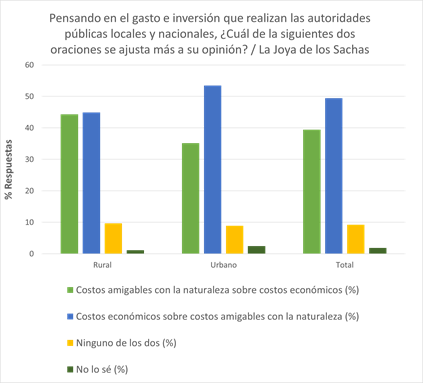 Pensando en el gasto e inversión que realizan las autoridades
públicas locales y nacionales, ¿Cuál de la siguientes dos
oraciones se ajusta más a su opinión? / La Joya de los Sachas
% Respuestas
60
50
40
30
20
10
0
Rural
Urbano
Total
Costos amigables con la naturaleza sobre costos económicos (%)
Costos económicos sobre costos amigables con la naturaleza (%)
Ninguno de los dos (%)
No lo sé (%)